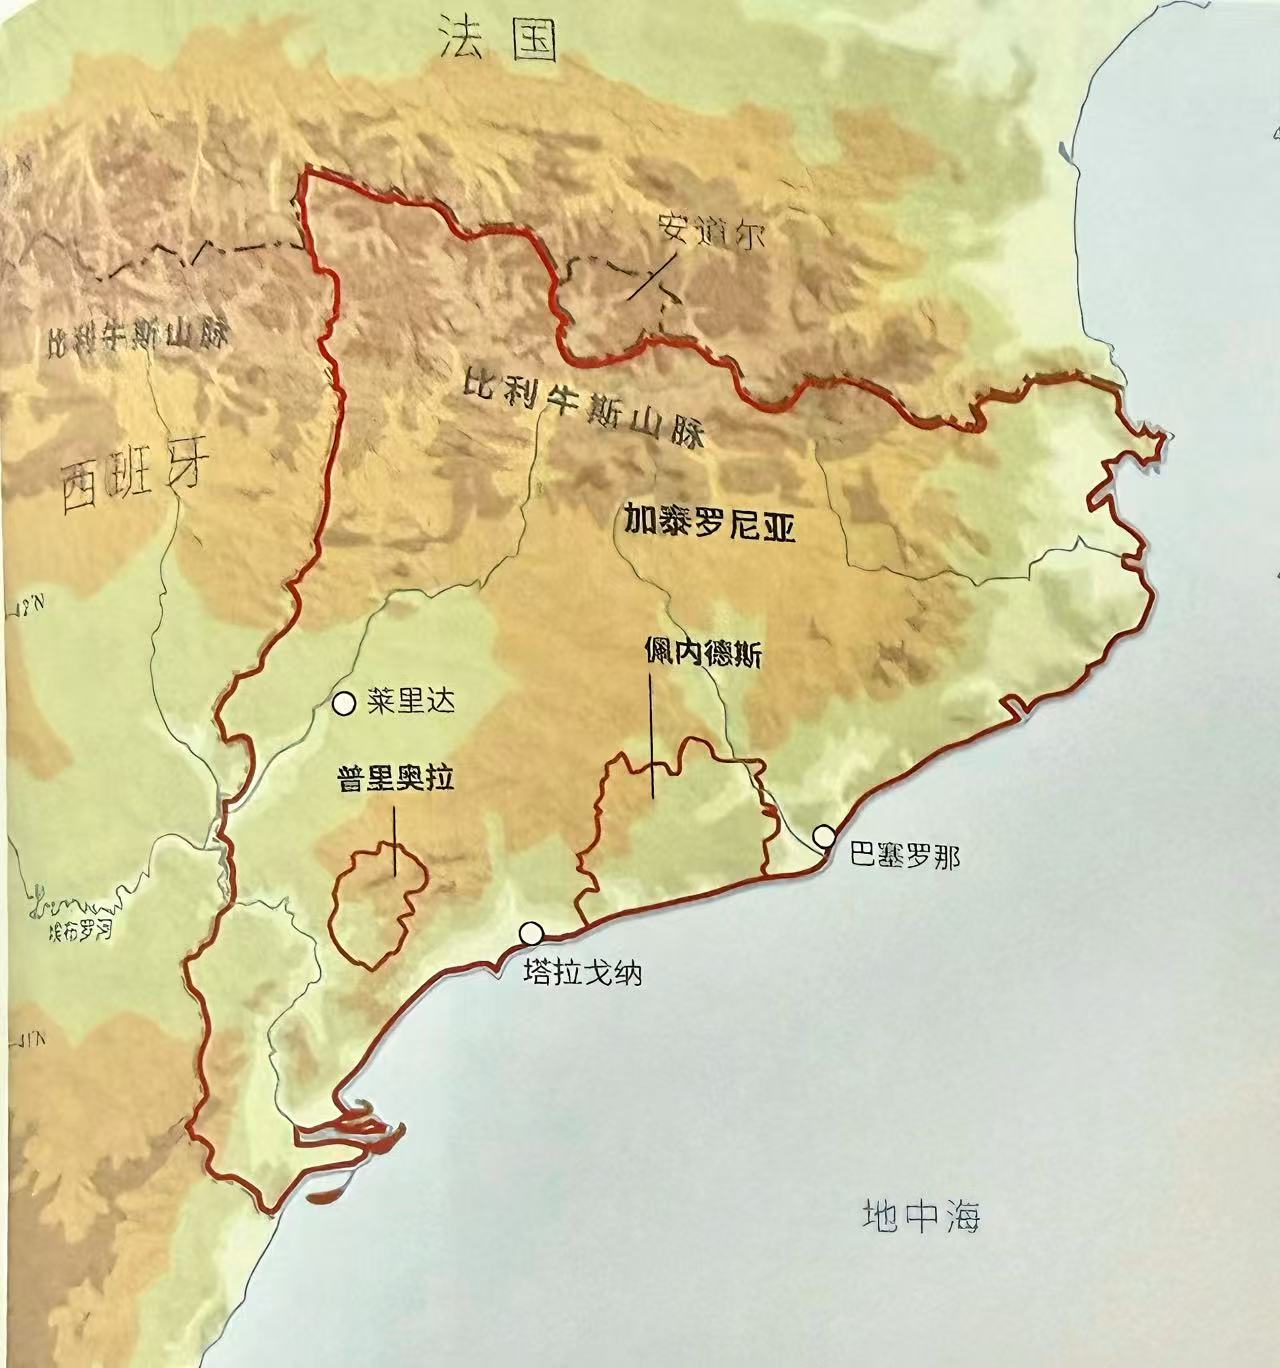 法国
安道尔
比利牛斯山脉
比利牛斯山脉
西班牙
加泰罗尼亚
佩内德斯
莱里达
普里奥拉
巴塞罗那
埃布罗河
塔拉戈纳
地中海